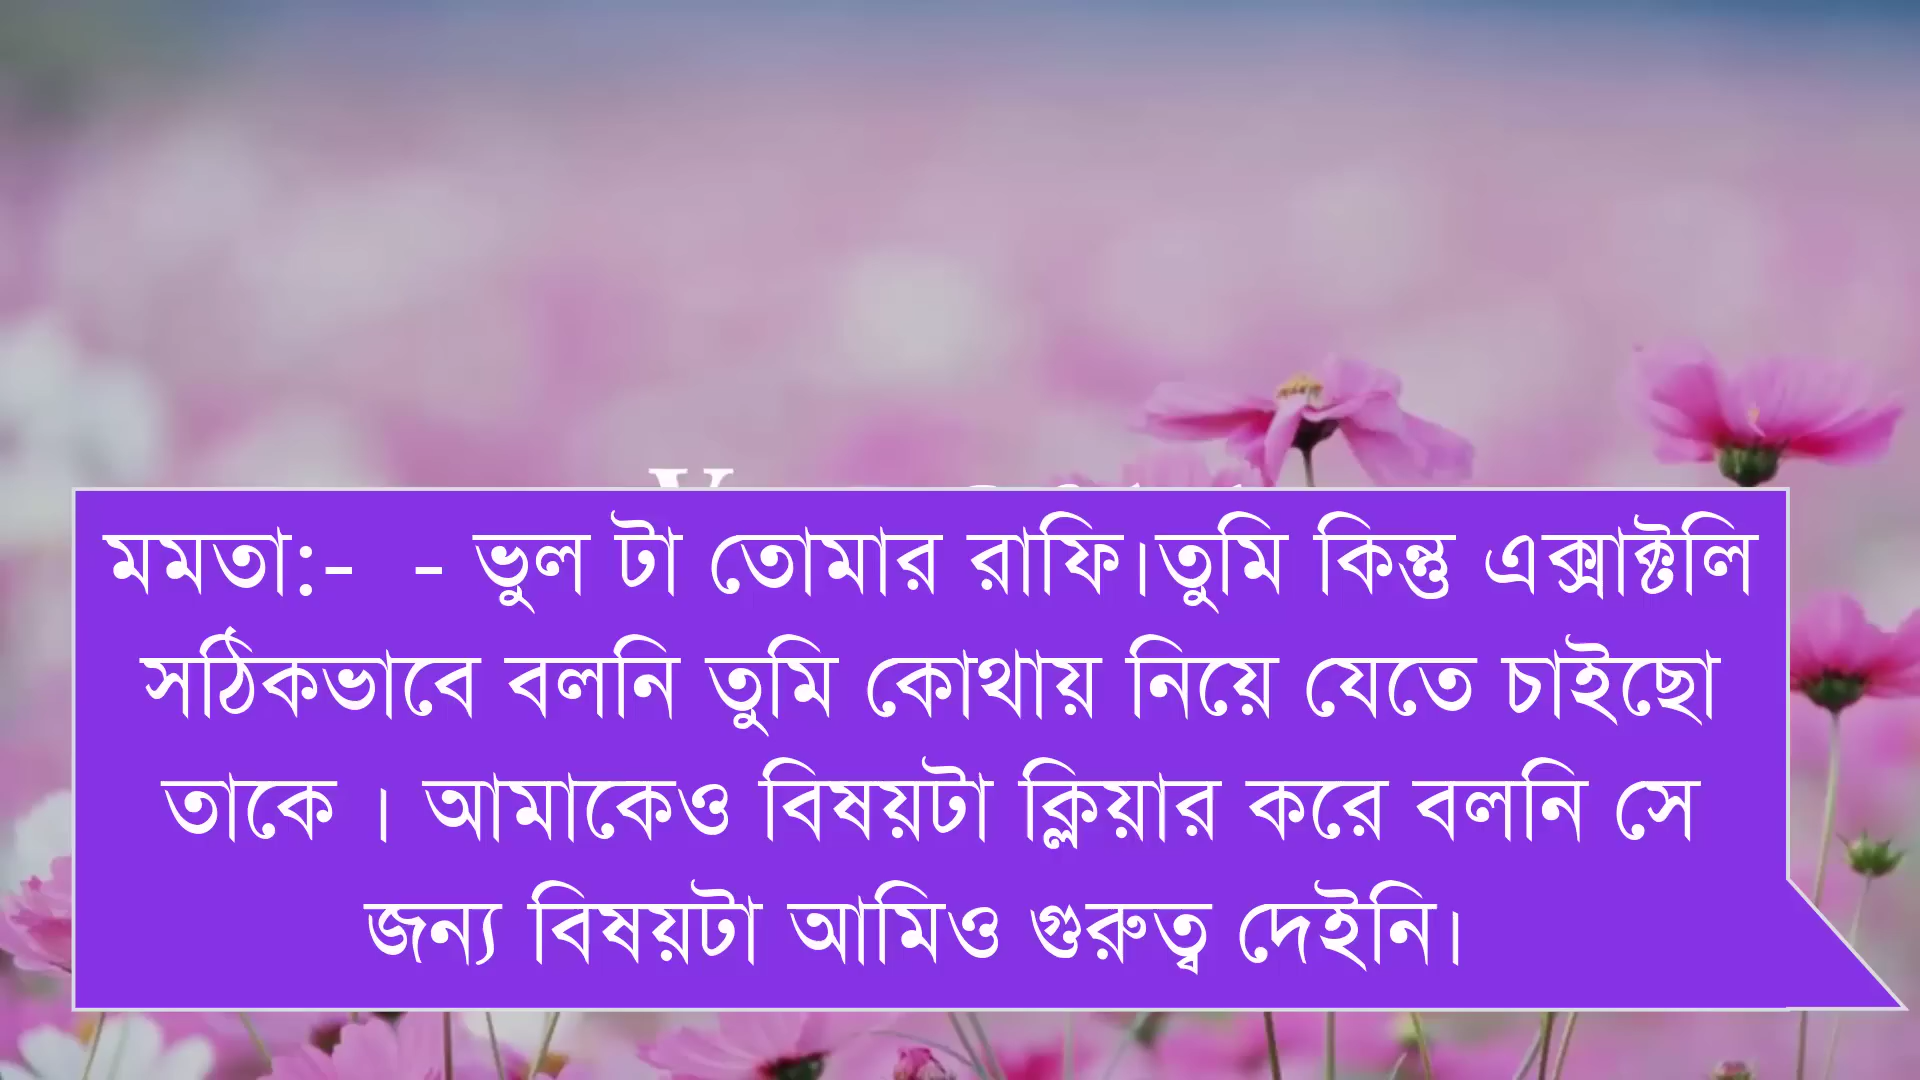 মমতা:- - ভুল টা তোমার রাফি।তুমি কিন্তু এক্সাক্টলি
সঠিকভাবে বলনি তুমি কোথায় নিয়ে যেতে চাইছো
তাকে । আমাকেও বিষয়টা ক্লিয়ার করে বলনি সে
জন্য বিষয়টা আমিও গুরুত্ব দেইনি।